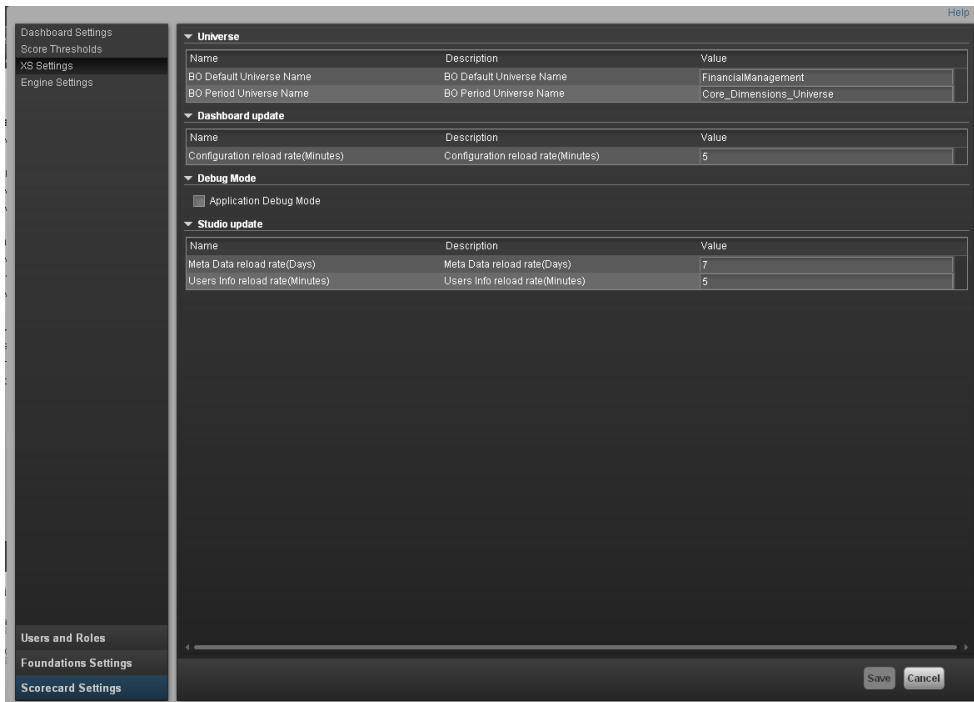 Help
Dashboard Settings
Score Thresholds
XS Settings
Engine Settings
Universe
Name Description Value
BO Default Universe Name BO Default Universe Name FinancialManagement
BO Period Universe Name BO Period Universe Name Core_Dimensions_Universe
Dashboard update
Name Description Value
Configuration reload rate(Minutes) Configuration reload rate(Minutes) 5
Debug Mode
Application Debug Mode
Studio update
Name Description Value
Meta Data reload rate(Days) Meta Data reload rate(Days) 7
Users Info reload rate(Minutes) Users Info reload rate(Minutes) 5
Users and Roles
Foundations Settings
Scorecard Settings
Save Cancel